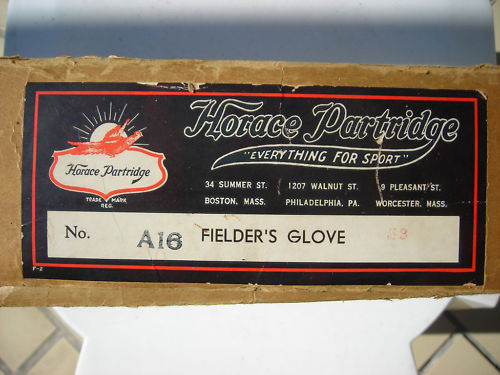 Horace Partridge
"EVERYTHING FOR SPORT"
Horace Partridge
TRADE MARK
REG.
34 SUMMER ST. 1207 WALNUT ST. 9 PLEASANT ST.
BOSTON, MASS. PHILADELPHIA, PA. WORCESTER, MASS.
No. A16 FIELDER'S GLOVE
F-2